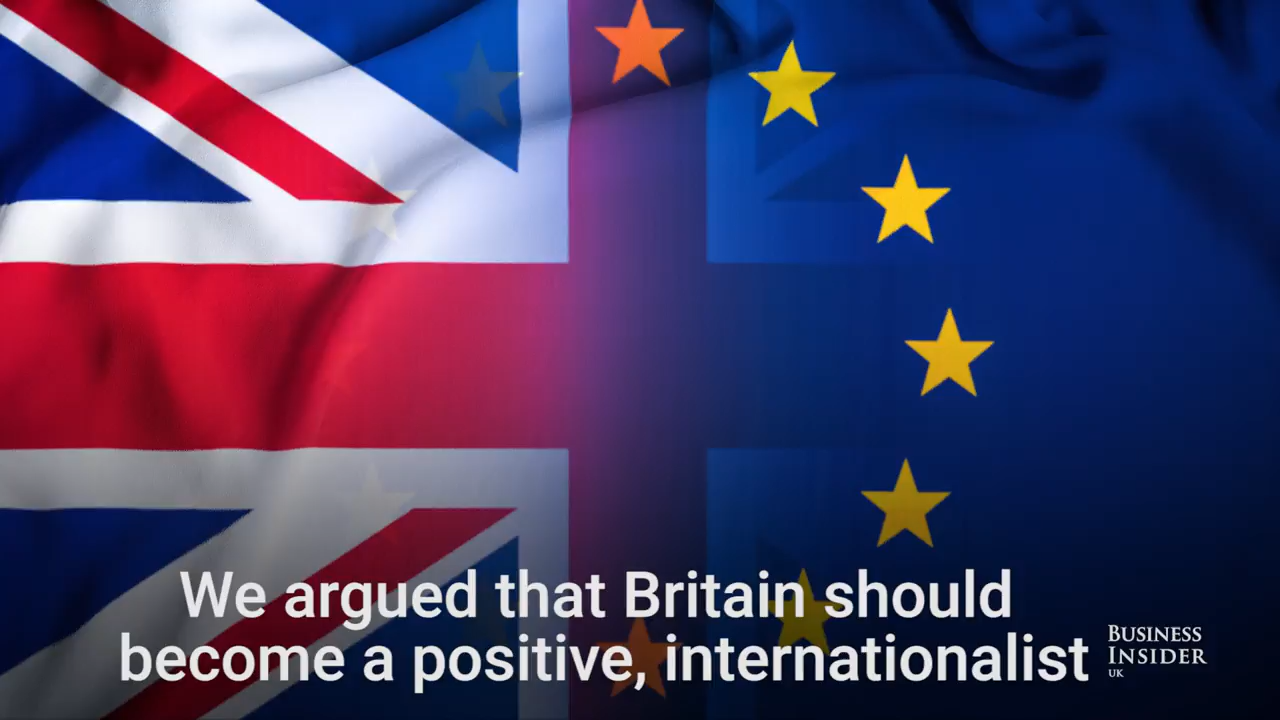 We argued that Britain should
become a positive, internationalist
BUSINESS
INSIDER
UK